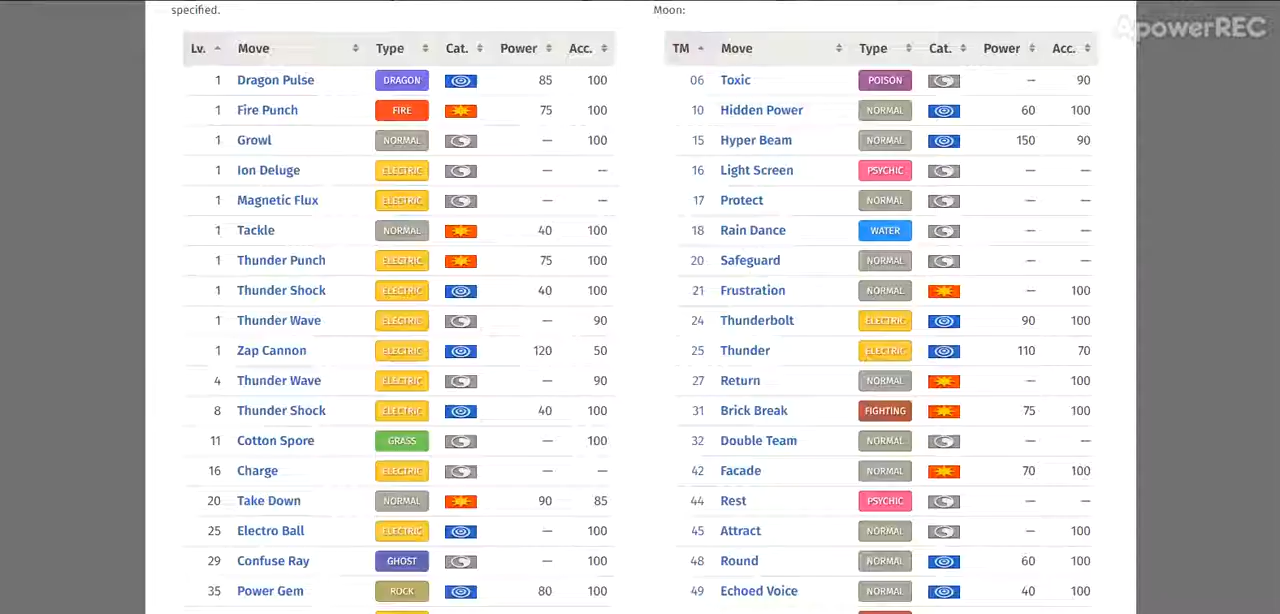 specified.
Moon:
ApowerREC
Lv. Move Type Cat. Power Acc.
1 Dragon Pulse DRAGON 85 100
1 Fire Punch FIRE 75 100
1 Growl NORMAL — 100
1 Ion Deluge ELECTRIC — —
1 Magnetic Flux ELECTRIC — —
1 Tackle NORMAL 40 100
1 Thunder Punch ELECTRIC 75 100
1 Thunder Shock ELECTRIC 40 100
1 Thunder Wave ELECTRIC — 90
1 Zap Cannon ELECTRIC 120 50
4 Thunder Wave ELECTRIC — 90
8 Thunder Shock ELECTRIC 40 100
11 Cotton Spore GRASS — 100
16 Charge ELECTRIC — —
20 Take Down NORMAL 90 85
25 Electro Ball ELECTRIC — 100
29 Confuse Ray GHOST — 100
35 Power Gem ROCK 80 100
TM Move Type Cat. Power Acc.
06 Toxic POISON — 90
10 Hidden Power NORMAL 60 100
15 Hyper Beam NORMAL 150 90
16 Light Screen PSYCHIC — —
17 Protect NORMAL — —
18 Rain Dance WATER — —
20 Safeguard NORMAL — —
21 Frustration NORMAL — 100
24 Thunderbolt ELECTRIC 90 100
25 Thunder ELECTRIC 110 70
27 Return NORMAL — 100
31 Brick Break FIGHTING 75 100
32 Double Team NORMAL — —
42 Facade NORMAL 70 100
44 Rest PSYCHIC — —
45 Attract NORMAL — 100
48 Round NORMAL 60 100
49 Echoed Voice NORMAL 40 100